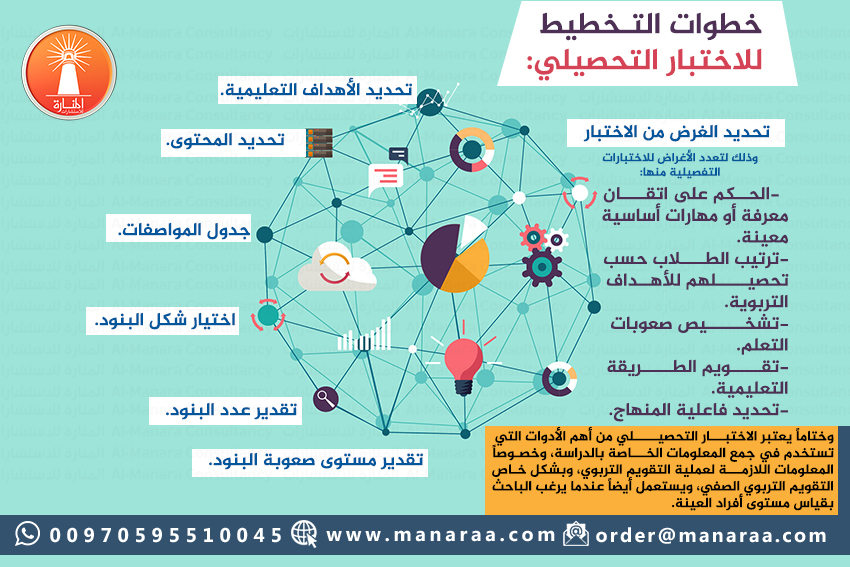 خطوات التخطيط
للاختبار التحصيلي:
المنارة
للاستشارات
تحديد الغرض من الاختبار
وذلك لتعدد الأغراض للاختبارات
التفصيلية منها:
-الحكم على اتقان
معرفة أو مهارات أساسية
معينة.
-ترتيب الطلاب حسب
تحصيلهم للأهداف
التربوية.
-تشخيص صعوبات
التعلم.
-تقويم الطريقة
التعليمية.
-تحديد فاعلية المنهاج.
تحديد الأهداف التعليمية.
تحديد المحتوى.
جدول المواصفات.
اختيار شكل البنود.
تقدير عدد البنود.
تقدير مستوى صعوبة البنود.
وختاماً يعتبر الاختبار التحصيلي من أهم الأدوات التي
تستخدم في جمع المعلومات الخاصة بالدراسة، وخصوصاً
المعلومات اللازمة لعملية التقويم التربوي، وبشكل خاص
التقويم التربوي الصفي، ويستعمل أيضاً عندما يرغب الباحث
بقياس مستوى أفراد العينة.
00970595510045 www.manaraa.com order@manaraa.com